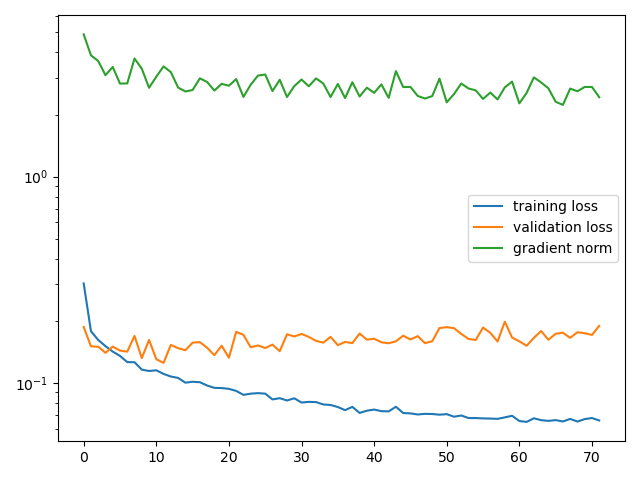 10⁰
10⁻¹
training loss
validation loss
gradient norm
0 10 20 30 40 50 60 70